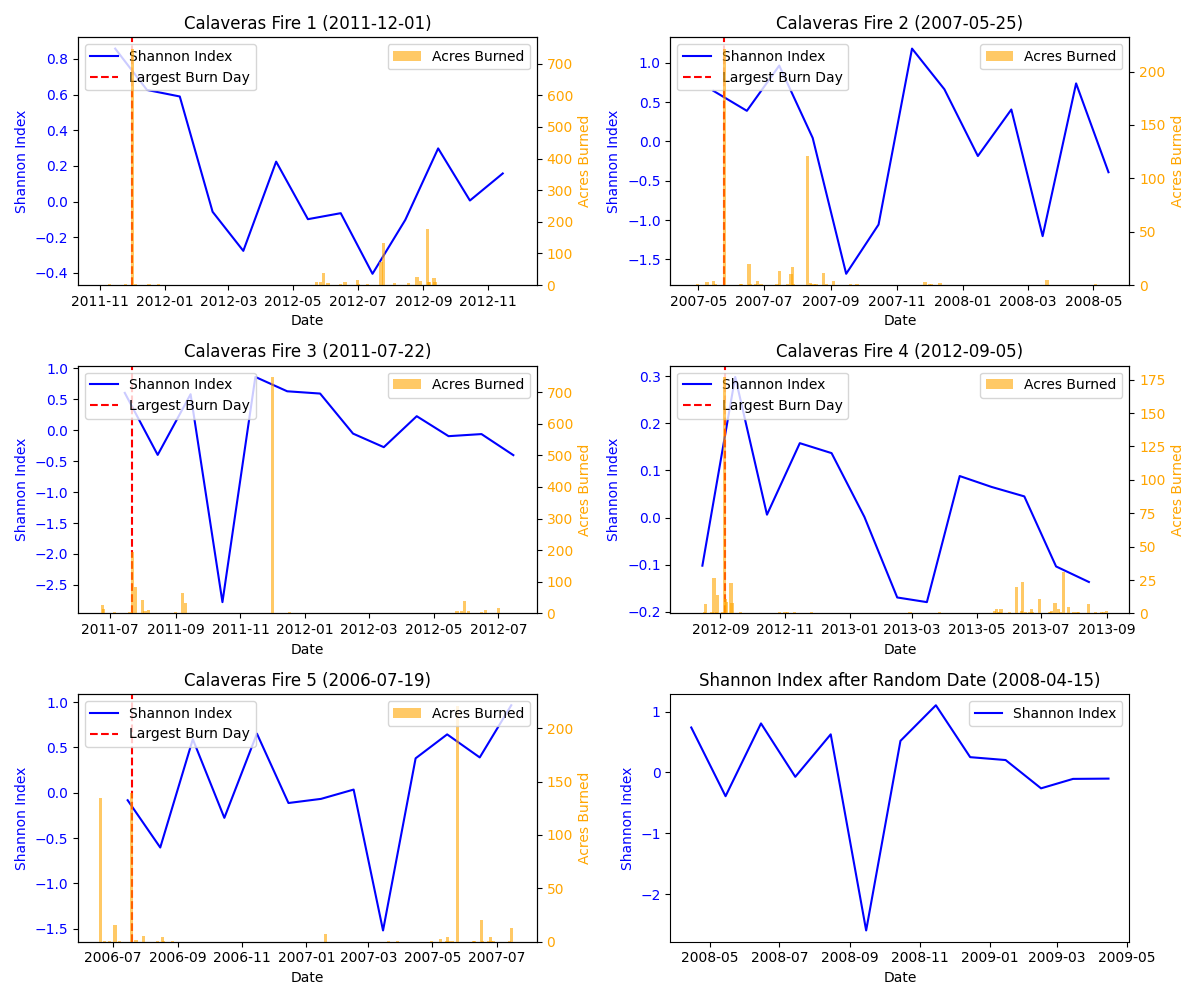 Calaveras Fire 1 (2011-12-01)
Shannon Index
Largest Burn Day
Acres Burned
0.8
0.6
0.4
0.2
0.0
−0.2
−0.4
Shannon Index
700
600
500
400
300
200
100
0
Acres Burned
2011-11 2012-01 2012-03 2012-05 2012-07 2012-09 2012-11
Date
Calaveras Fire 2 (2007-05-25)
Shannon Index
Largest Burn Day
Acres Burned
1.0
0.5
0.0
−0.5
−1.0
−1.5
Shannon Index
200
150
100
50
0
Acres Burned
2007-05 2007-07 2007-09 2007-11 2008-01 2008-03 2008-05
Date
Calaveras Fire 3 (2011-07-22)
Shannon Index
Largest Burn Day
Acres Burned
1.0
0.5
0.0
−0.5
−1.0
−1.5
−2.0
−2.5
Shannon Index
700
600
500
400
300
200
100
0
Acres Burned
2011-07 2011-09 2011-11 2012-01 2012-03 2012-05 2012-07
Date
Calaveras Fire 4 (2012-09-05)
Shannon Index
Largest Burn Day
Acres Burned
0.3
0.2
0.1
0.0
−0.1
−0.2
Shannon Index
175
150
125
100
75
50
25
0
Acres Burned
2012-09 2012-11 2013-01 2013-03 2013-05 2013-07 2013-09
Date
Calaveras Fire 5 (2006-07-19)
Shannon Index
Largest Burn Day
Acres Burned
1.0
0.5
0.0
−0.5
−1.0
−1.5
Shannon Index
200
150
100
50
0
Acres Burned
2006-07 2006-09 2006-11 2007-01 2007-03 2007-05 2007-07
Date
Shannon Index after Random Date (2008-04-15)
Shannon Index
1
0
−1
−2
Shannon Index
2008-05 2008-07 2008-09 2008-11 2009-01 2009-03 2009-05
Date